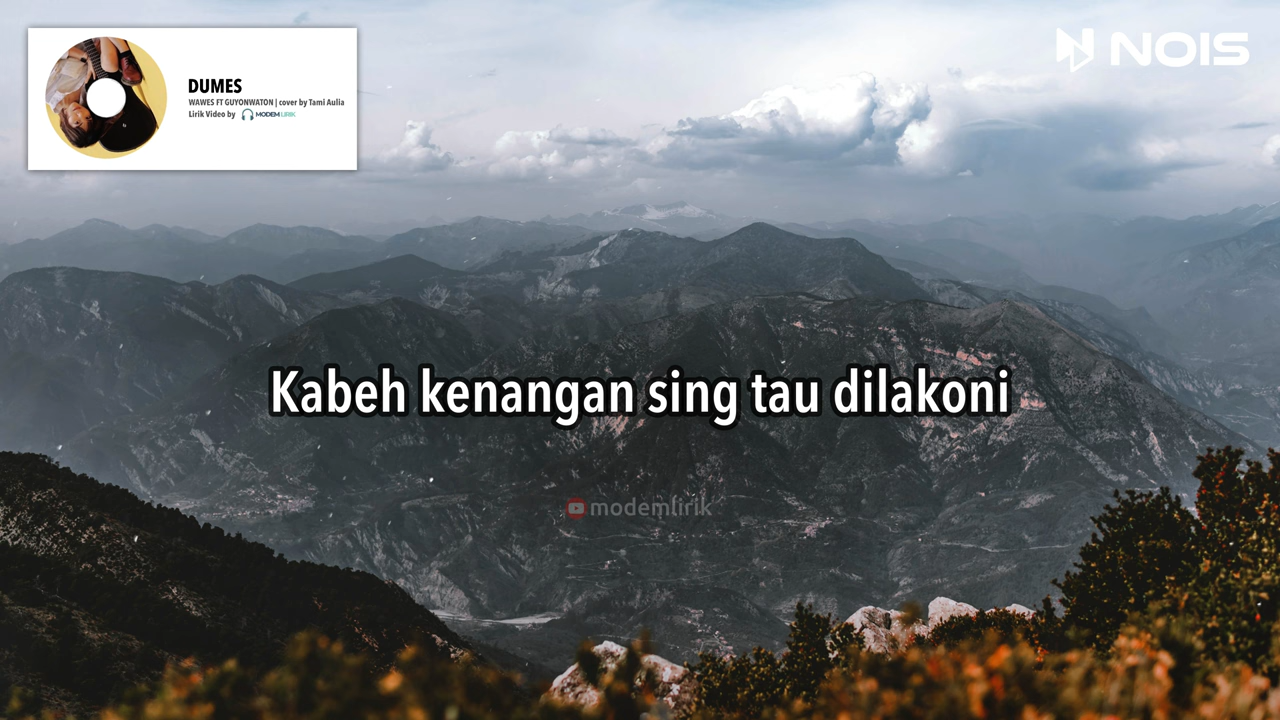 DUMES
WAWES FT GUYONWATON | cover by Tami Aulia
Lirik Video by MODEM LIRIK
NOIS
Kabeh kenangan sing tau dilakoni
modemlirik